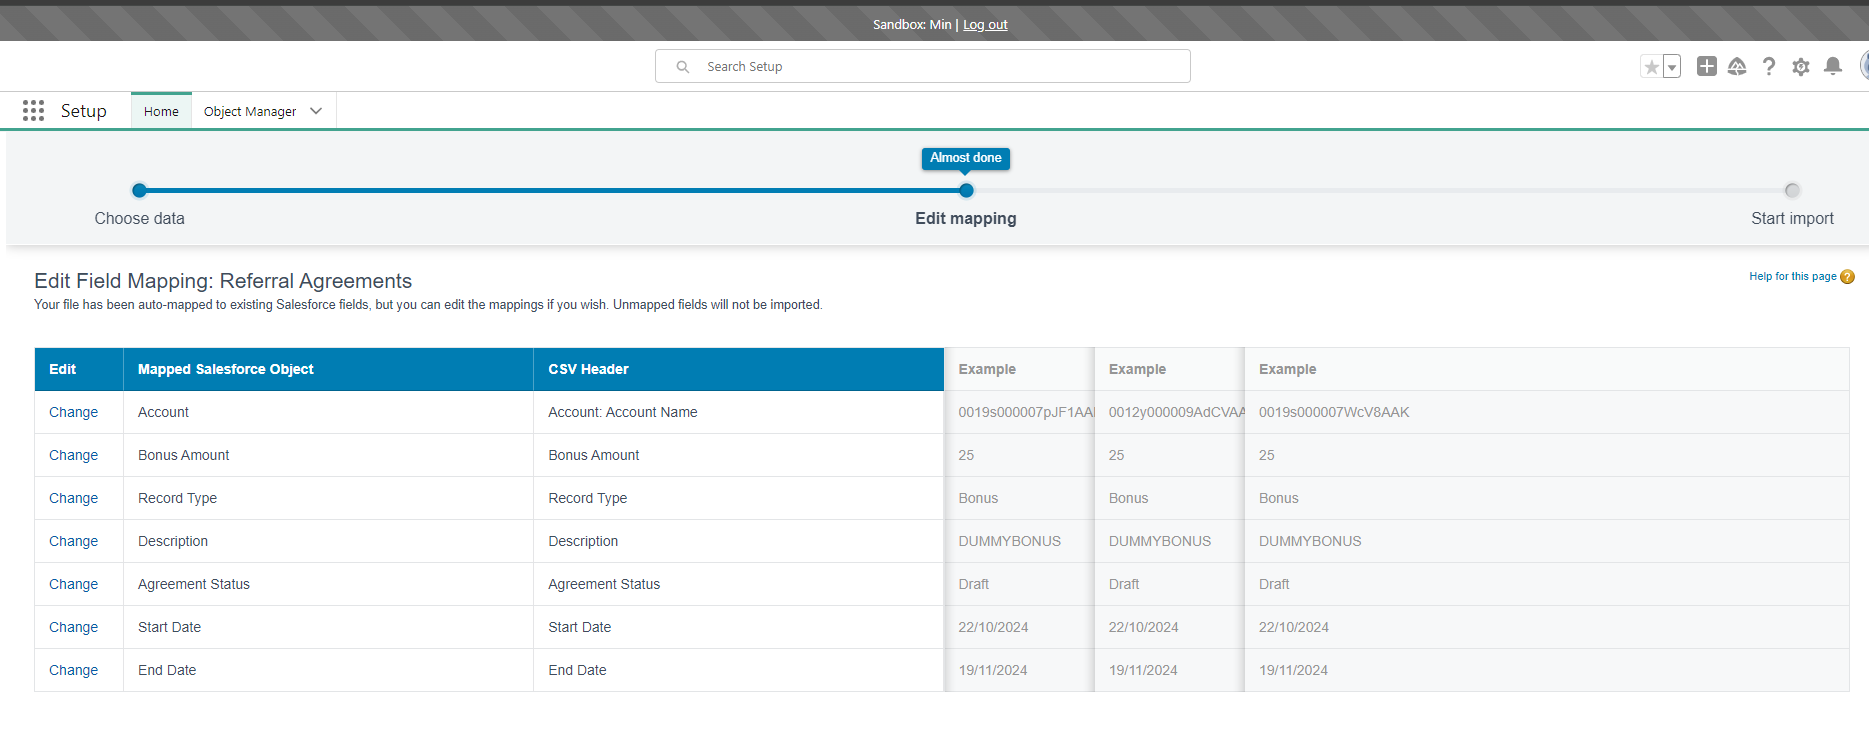 Sandbox: Min | Log out
Search Setup
Setup Home Object Manager
Almost done
Choose data Edit mapping Start import
Edit Field Mapping: Referral Agreements
Help for this page ?
Your file has been auto-mapped to existing Salesforce fields, but you can edit the mappings if you wish. Unmapped fields will not be imported.
Edit Mapped Salesforce Object CSV Header Example Example Example
Change Account Account: Account Name 0019s000007pJF1AA 0012y000009AdCVAA 0019s000007WcV8AAK
Change Bonus Amount Bonus Amount 25 25 25
Change Record Type Record Type Bonus Bonus Bonus
Change Description Description DUMMYBONUS DUMMYBONUS DUMMYBONUS
Change Agreement Status Agreement Status Draft Draft Draft
Change Start Date Start Date 22/10/2024 22/10/2024 22/10/2024
Change End Date End Date 19/11/2024 19/11/2024 19/11/2024